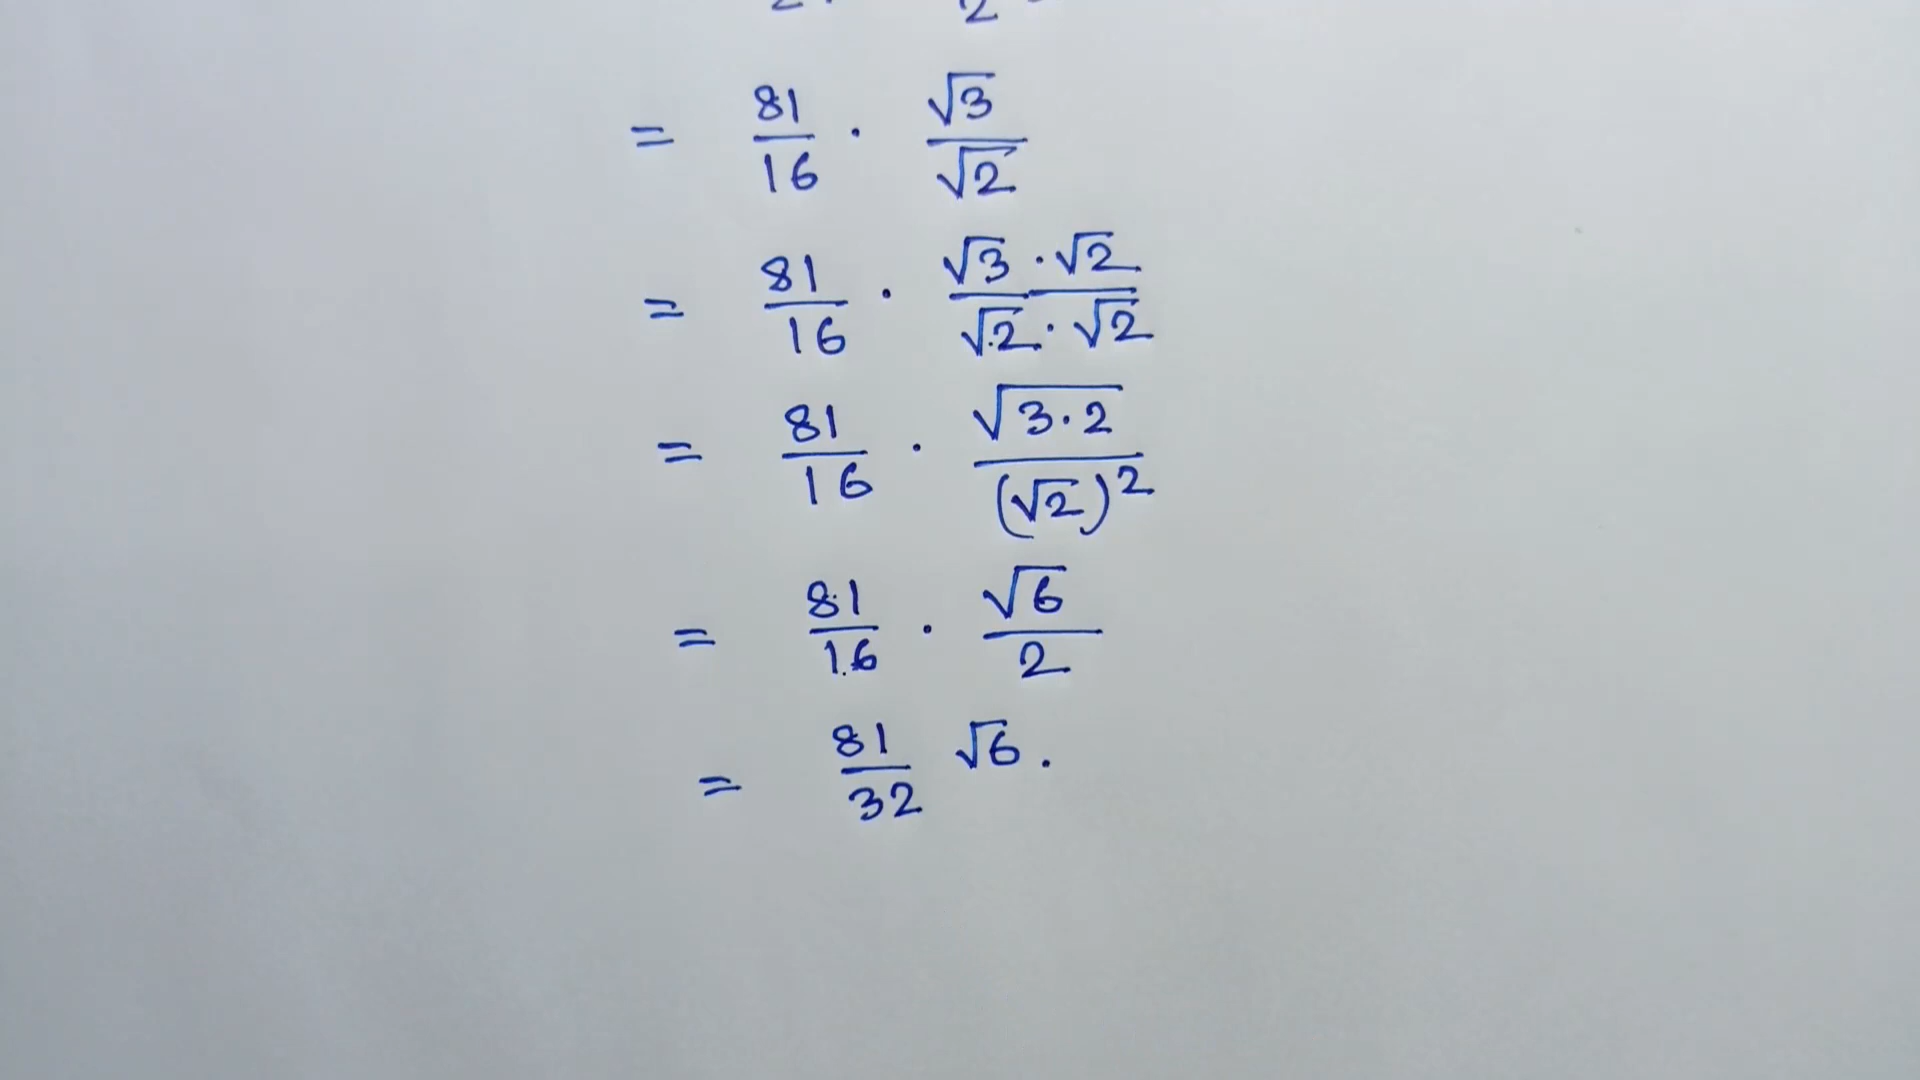 = 81/16 · √3/√2
= 81/16 · √3 · √2/√2 · √2
= 81/16 · √3·2/(√2)²
= 81/16 · √6/2
= 81/32 √6.